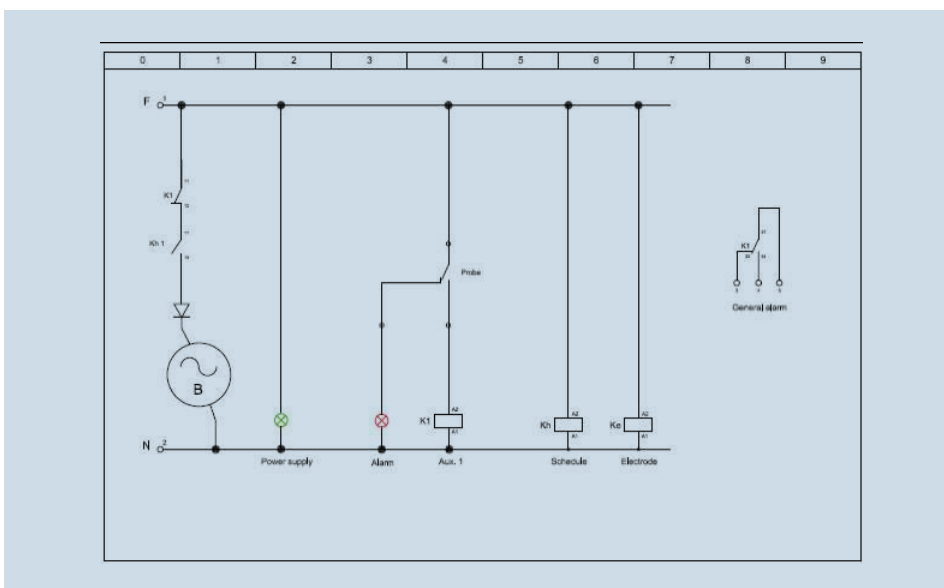 0 1 2 3 4 5 6 7 8 9
F 1
K1
Kh 1
B
Probe
K1 A2
A1
Kh A2
A1
Ke A2
A1
N 2
Power supply Alarm Aux. 1 Schedule Electrode
K1
General alarm